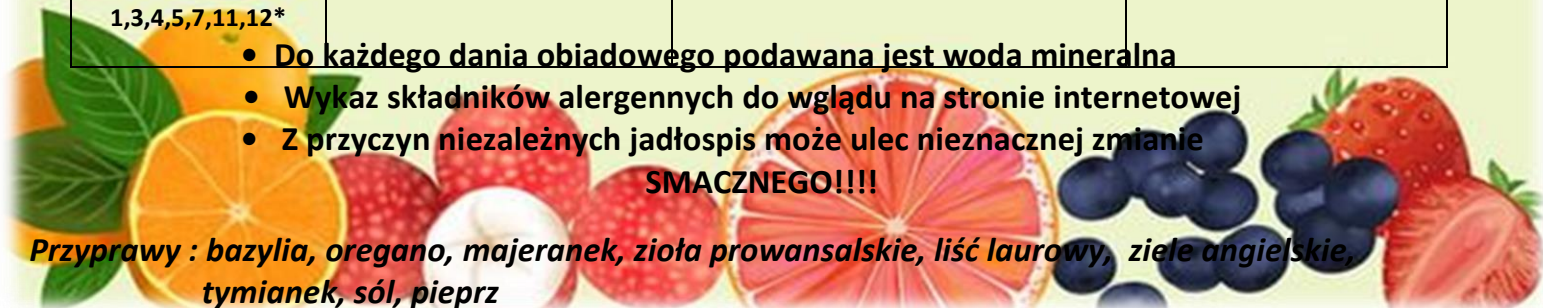 1,3,4,5,7,11,12*
• Do każdego dania obiadowego podawana jest woda mineralna
• Wykaz składników alergennych do wglądu na stronie internetowej
• Z przyczyn niezależnych jadłospis może ulec nieznacznej zmianie
SMACZNEGO!!!!
Przyprawy : bazylia, oregano, majeranek, zioła prowansalskie, liść laurowy, ziele angielskie,
tymianek, sól, pieprz